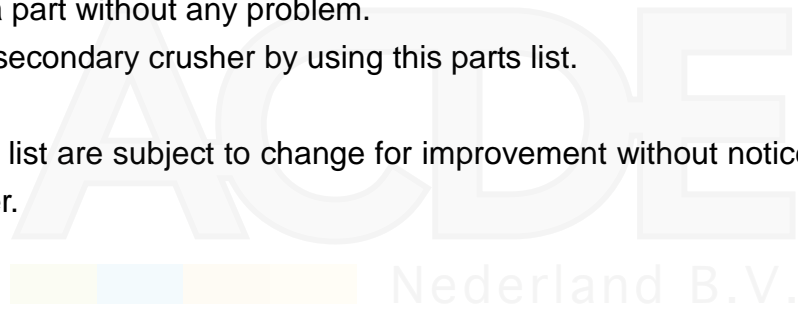 a part without any problem.
secondary crusher by using this parts list.
list are subject to change for improvement without notice
r.
ACDE
Nederland B.V.